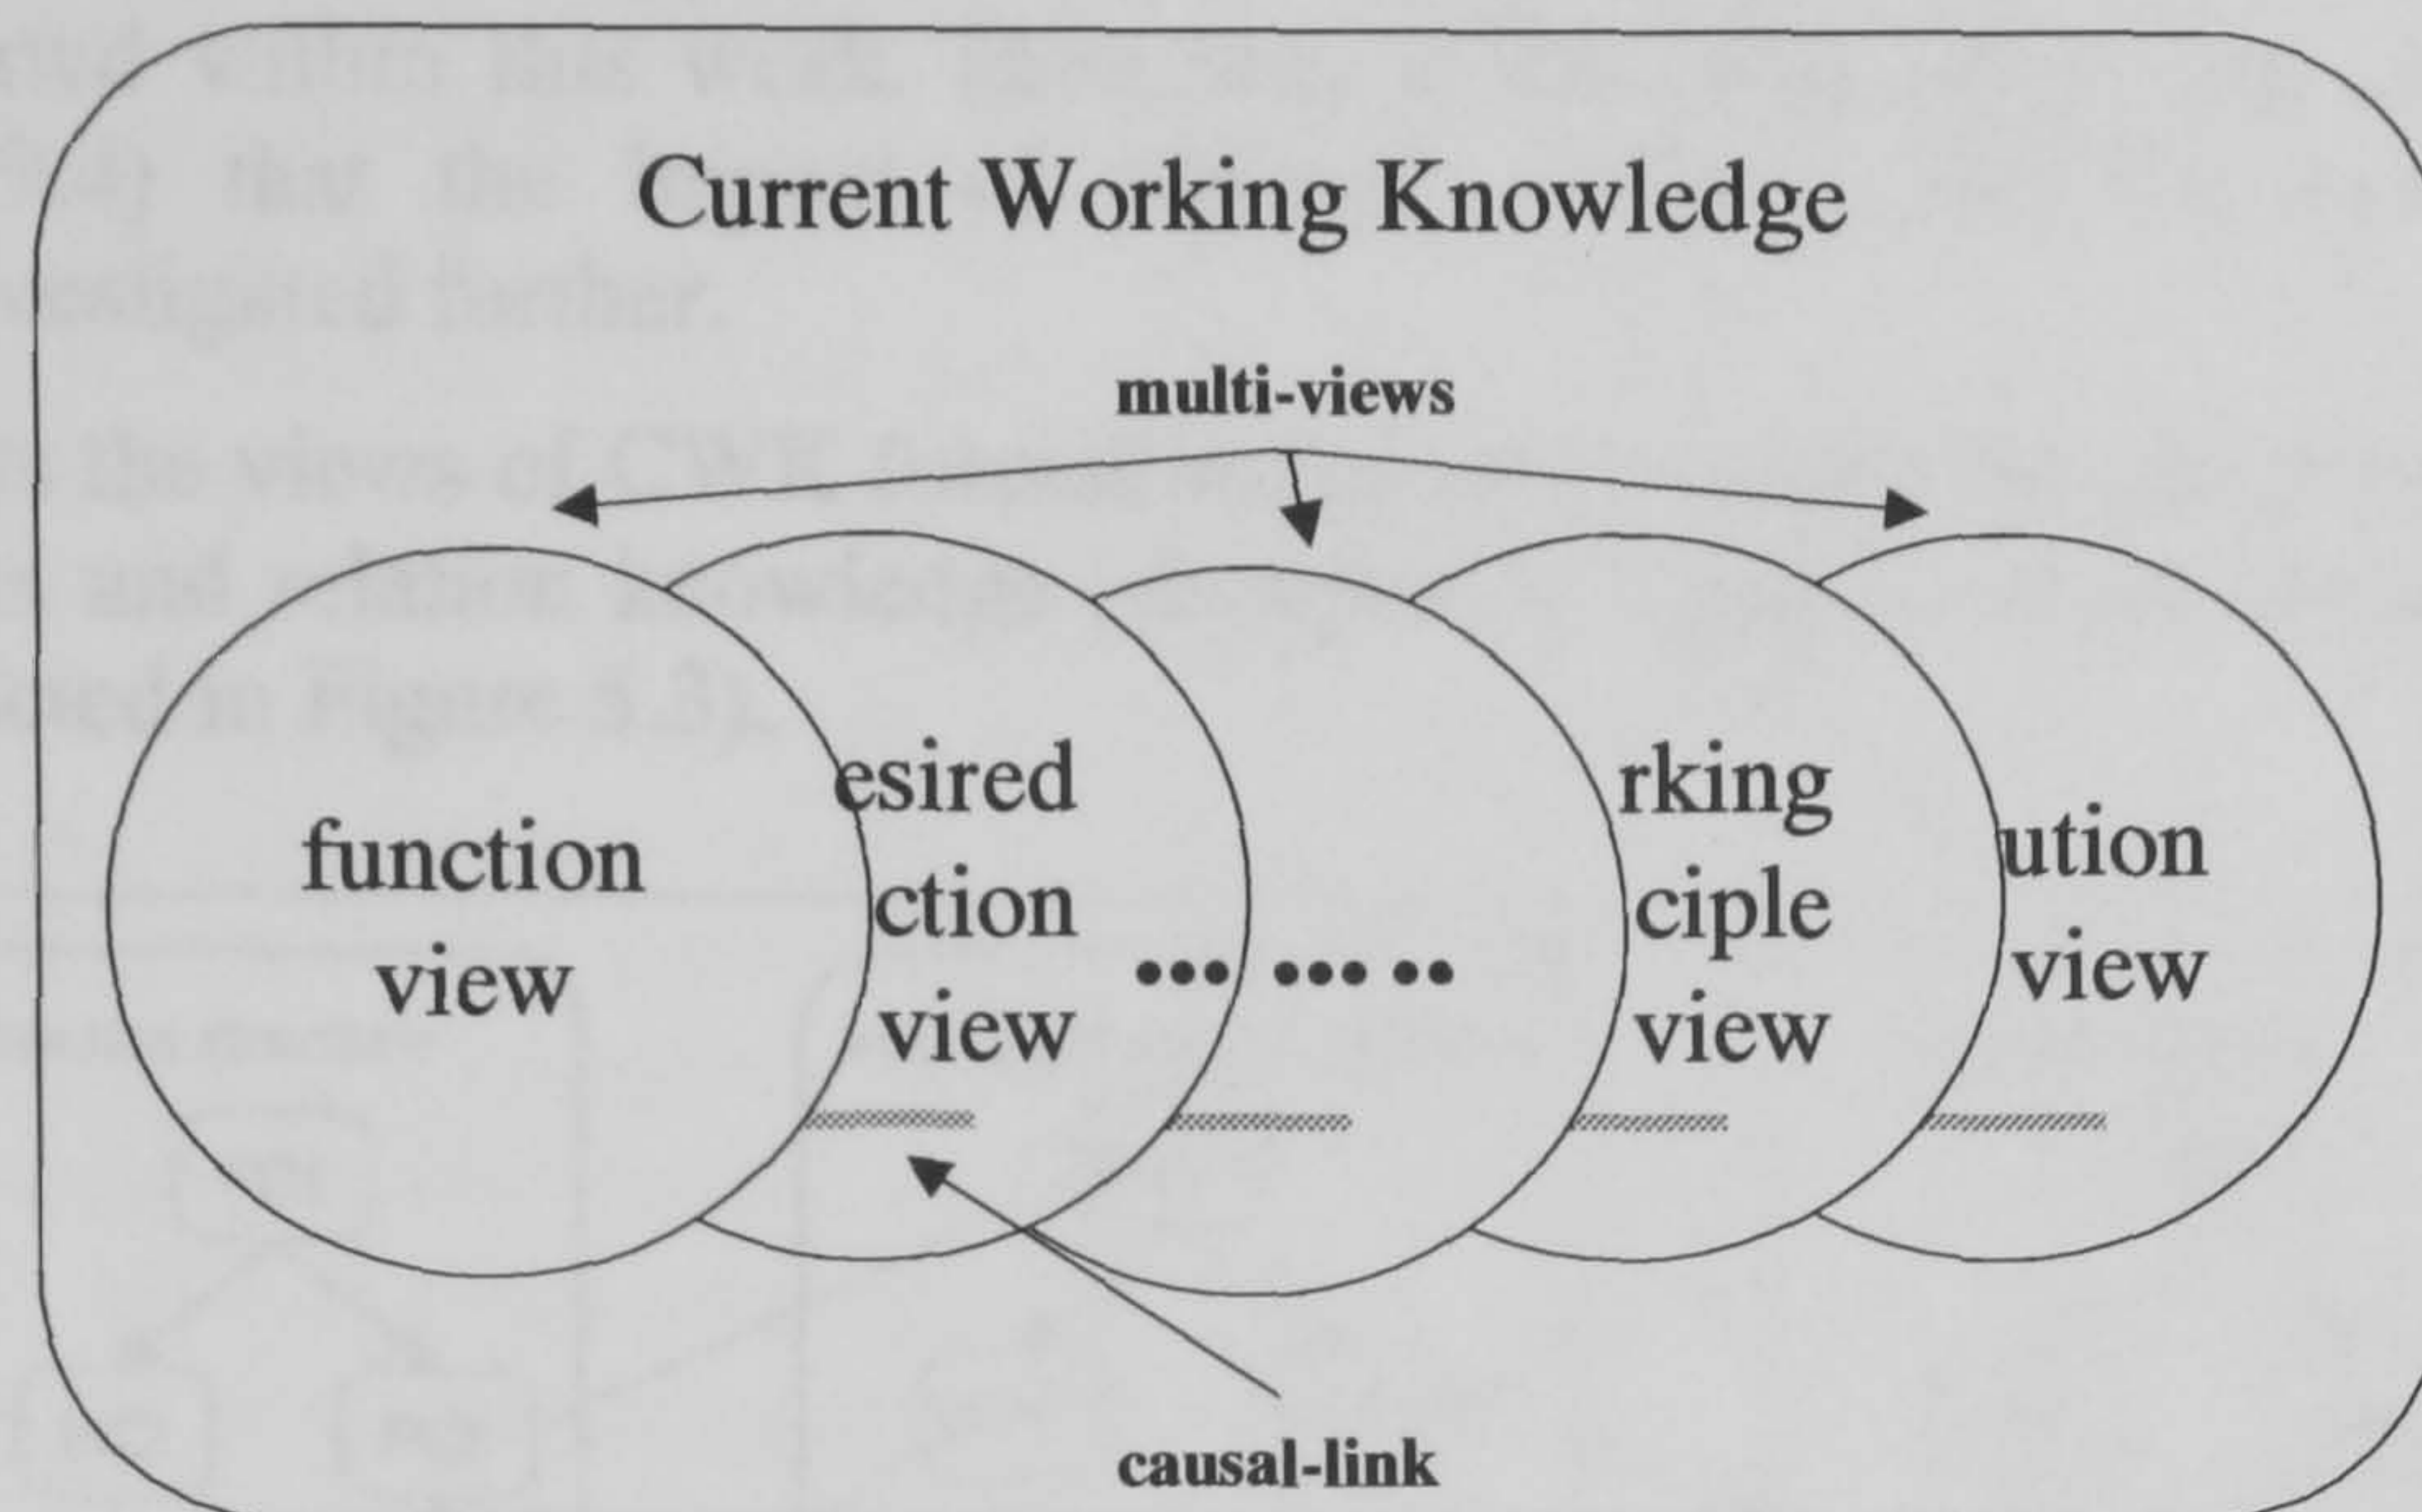 Current Working Knowledge
multi-views
function
view
esired
ction
view
••• ••• ••
rking
ciple
view
ution
view
causal-link